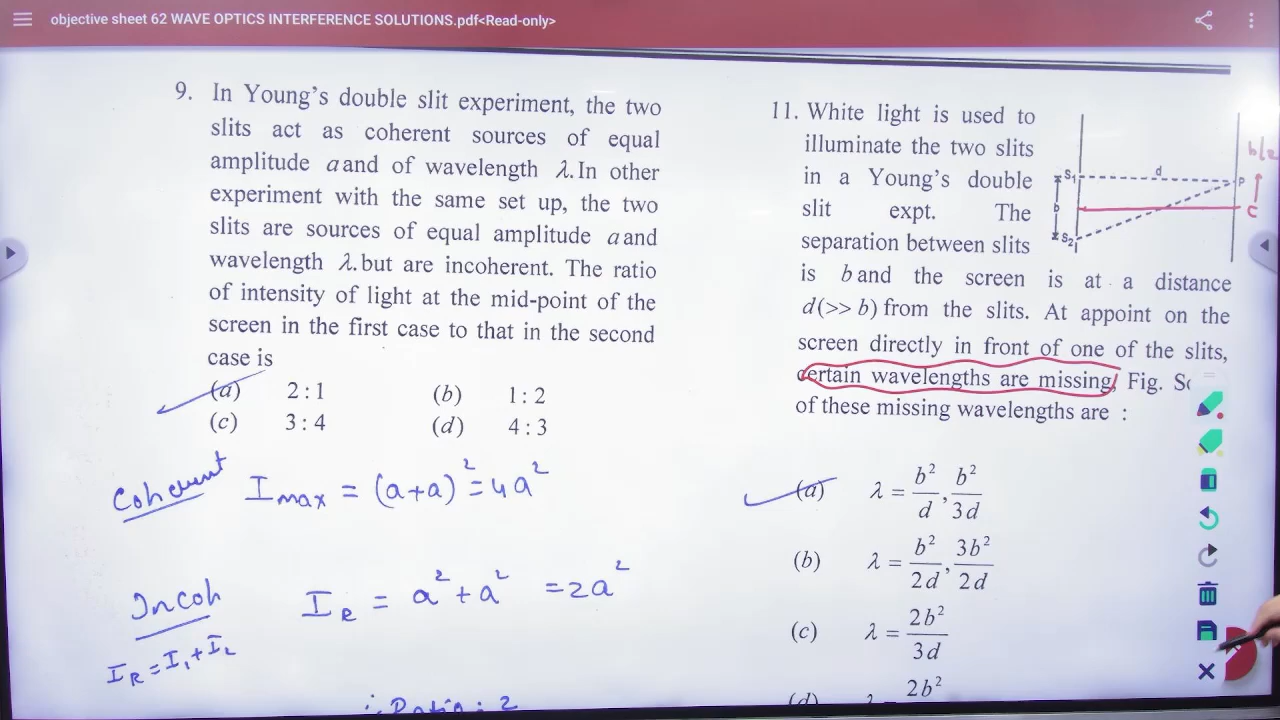 objective sheet 62 WAVE OPTICS INTERFERENCE SOLUTIONS.pdf<Read-only>
9. In Young's double slit experiment, the two
slits act as coherent sources of equal
amplitude a and of wavelength λ. In other
experiment with the same set up, the two
slits are sources of equal amplitude a and
wavelength λ. but are incoherent. The ratio
of intensity of light at the mid-point of the
screen in the first case to that in the second
case is
(a) 2 : 1 (b) 1 : 2
(c) 3 : 4 (d) 4 : 3
Coherent I max = (a+a)² = 4a²
Incoh I R = a² + a² = 2a²
I R = I₁ + I₂
∴ Ratio : 2
11. White light is used to
illuminate the two slits
in a Young's double
slit expt. The
separation between slits
is b and the screen is at a distance
d(>> b) from the slits. At appoint on the
screen directly in front of one of the slits,
certain wavelengths are missing, Fig.
of these missing wavelengths are :
S₁ d P
b C
S₂
(a) λ = b²/d, b²/3d
(b) λ = b²/2d, 3b²/2d
(c) λ = 2b²/3d
(d) 2b²